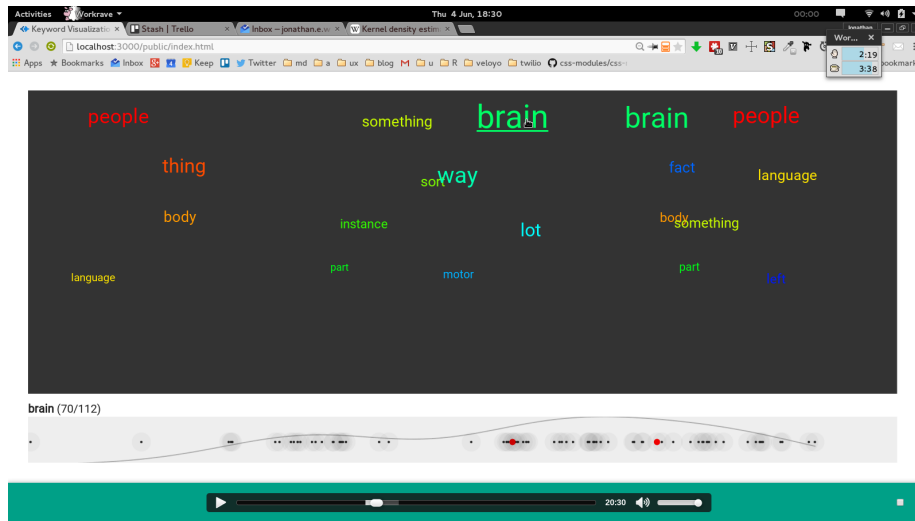 Activities Workrave Thu 4 Jun, 18:30 00:00
Keyword Visualizatio × Stash | Trello × Inbox – jonathan.e.w × Kernel density estim × Jonathan
localhost:3000/public/index.html
Apps Bookmarks Inbox Keep Twitter md a ux blog M u R veloyo twilio css-modules/css-
Wor... ×
2:19
3:38
people something brain brain people
thing sort way fact language
body instance lot body something
language part motor part left
brain (70/112)
20:30